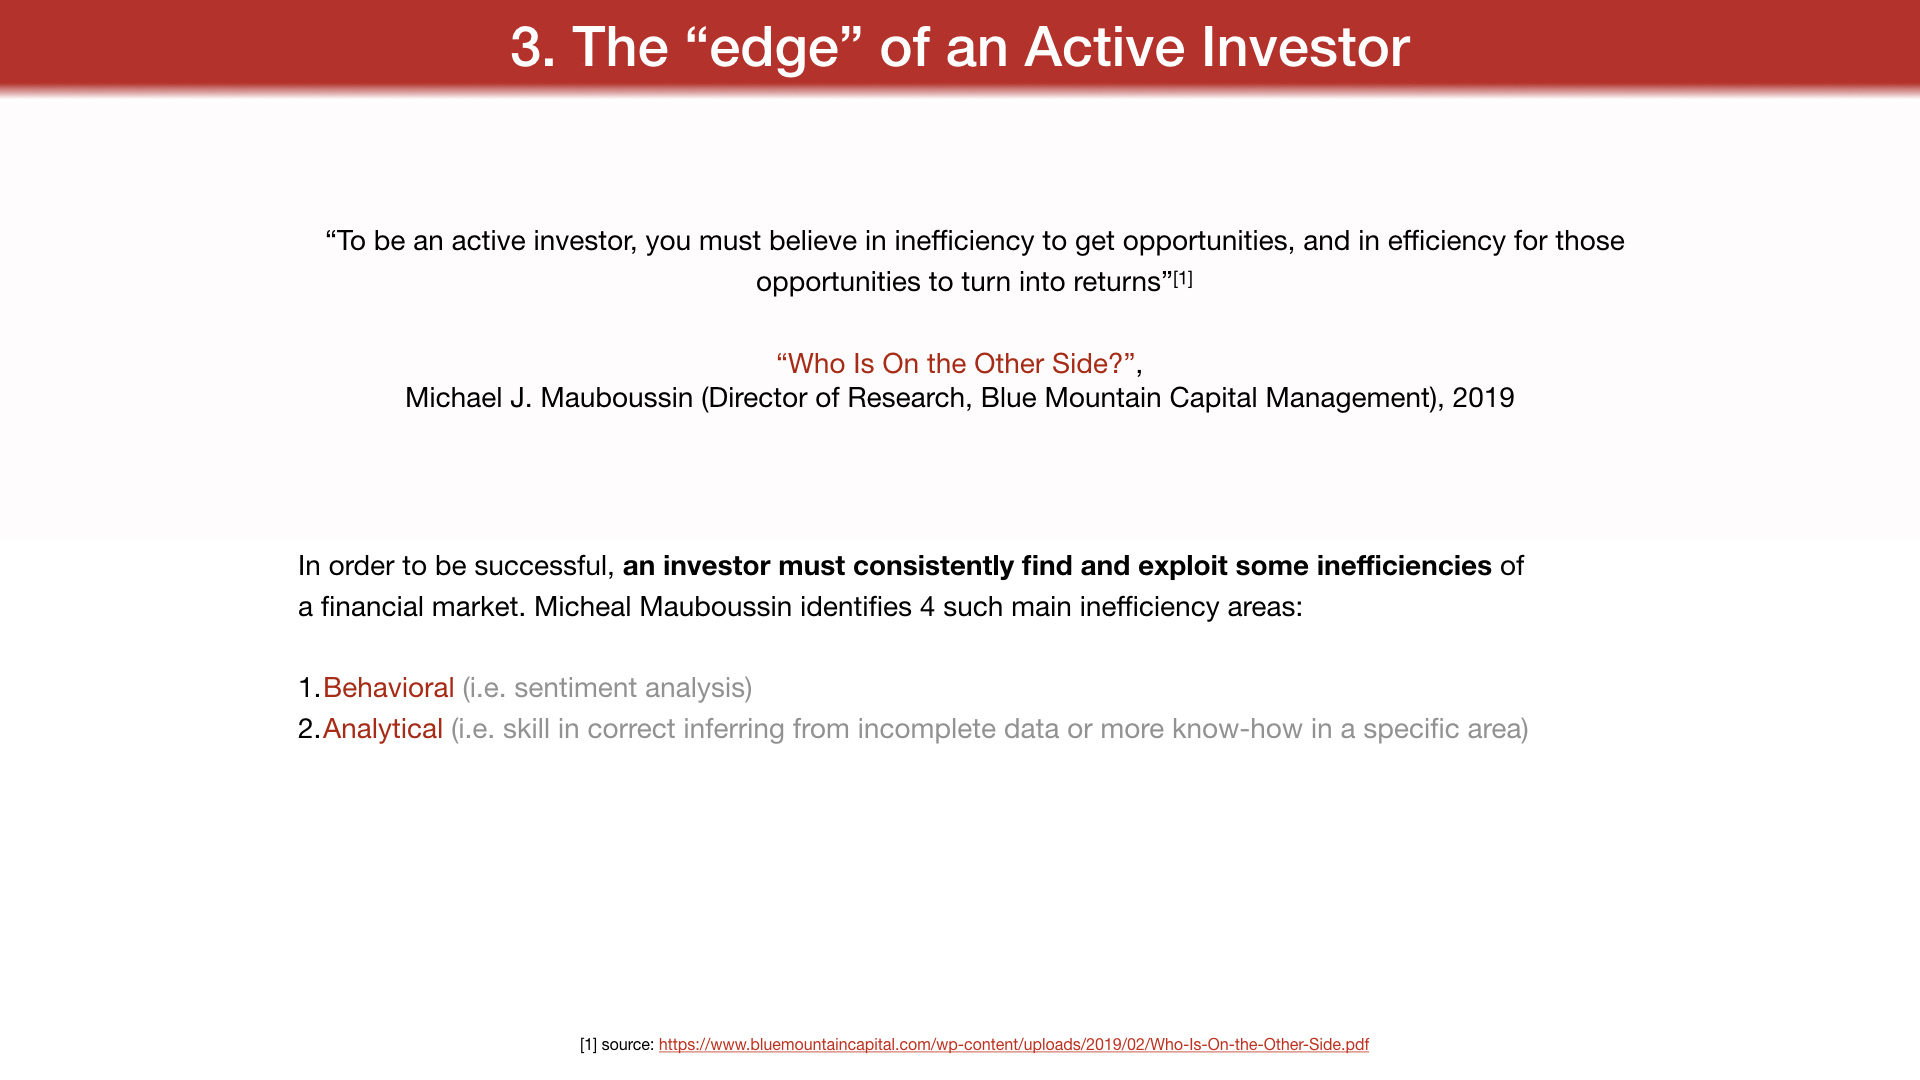 3. The “edge” of an Active Investor
“To be an active investor, you must believe in inefficiency to get opportunities, and in efficiency for those
opportunities to turn into returns”[1]
“Who Is On the Other Side?”,
Michael J. Mauboussin (Director of Research, Blue Mountain Capital Management), 2019
In order to be successful, an investor must consistently find and exploit some inefficiencies of
a financial market. Micheal Mauboussin identifies 4 such main inefficiency areas:
1. Behavioral (i.e. sentiment analysis)
2. Analytical (i.e. skill in correct inferring from incomplete data or more know-how in a specific area)
[1] source: https://www.bluemountaincapital.com/wp-content/uploads/2019/02/Who-Is-On-the-Other-Side.pdf